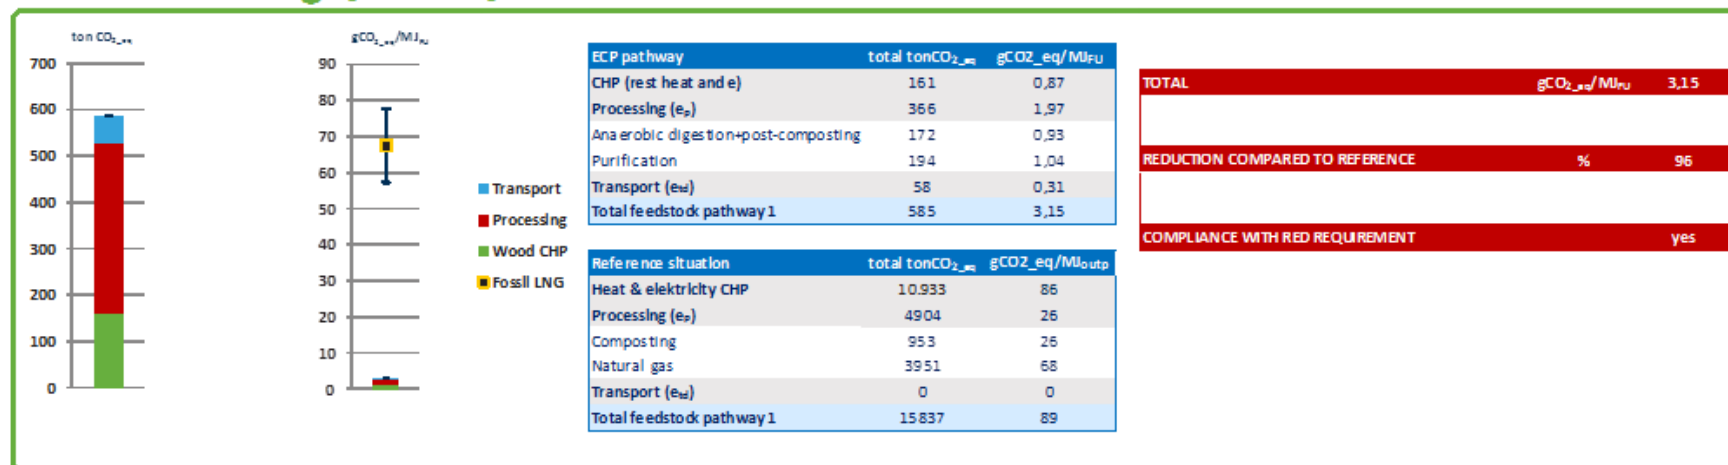 ton CO₂_eq
700
600
500
400
300
200
100
0
gCO₂_eq/MJFU
90
80
70
60
50
40
30
20
10
0
Transport
Processing
Wood CHP
Fossil LNG
ECP pathway total tonCO₂_eq gCO2_eq/MJFU
CHP (rest heat and e) 161 0,87
Processing (eₚ) 366 1,97
Anaerobic digestion+post-composting 172 0,93
Purification 194 1,04
Transport (etd) 58 0,31
Total feedstock pathway 1 585 3,15
Reference situation total tonCO₂_eq gCO2_eq/MJoutp
Heat & elektricity CHP 10.933 86
Processing (eₚ) 4904 26
Composting 953 26
Natural gas 3951 68
Transport (etd) 0 0
Total feedstock pathway 1 15837 89
TOTAL gCO₂_eq/MJFU 3,15
REDUCTION COMPARED TO REFERENCE % 96
COMPLIANCE WITH RED REQUIREMENT yes